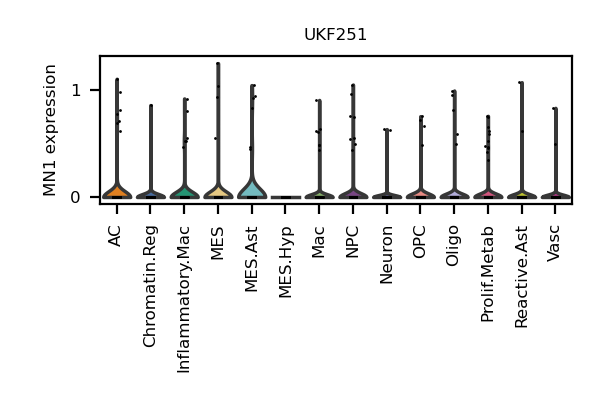 UKF251
MN1 expression
1
0
AC
Chromatin.Reg
Inflammatory.Mac
MES
MES.Ast
MES.Hyp
Mac
NPC
Neuron
OPC
Oligo
Prolif.Metab
Reactive.Ast
Vasc